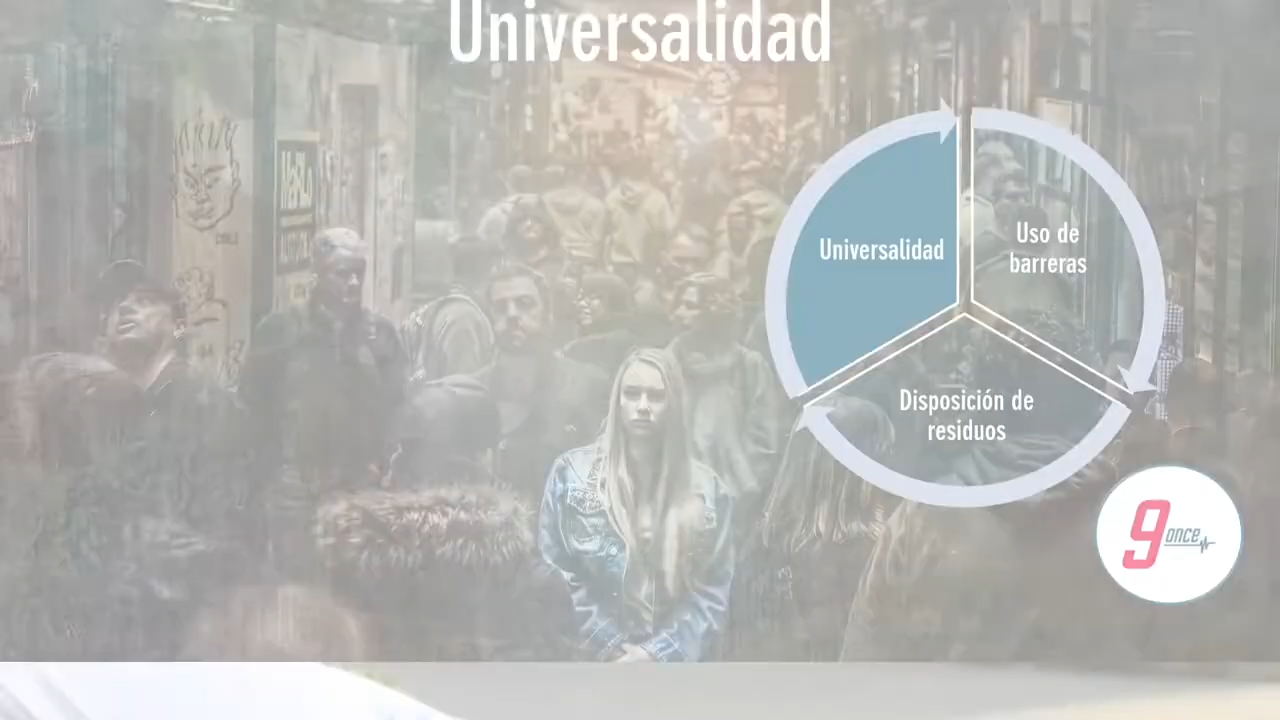 Universalidad
Universalidad
Uso de
barreras
Disposición de
residuos
9once